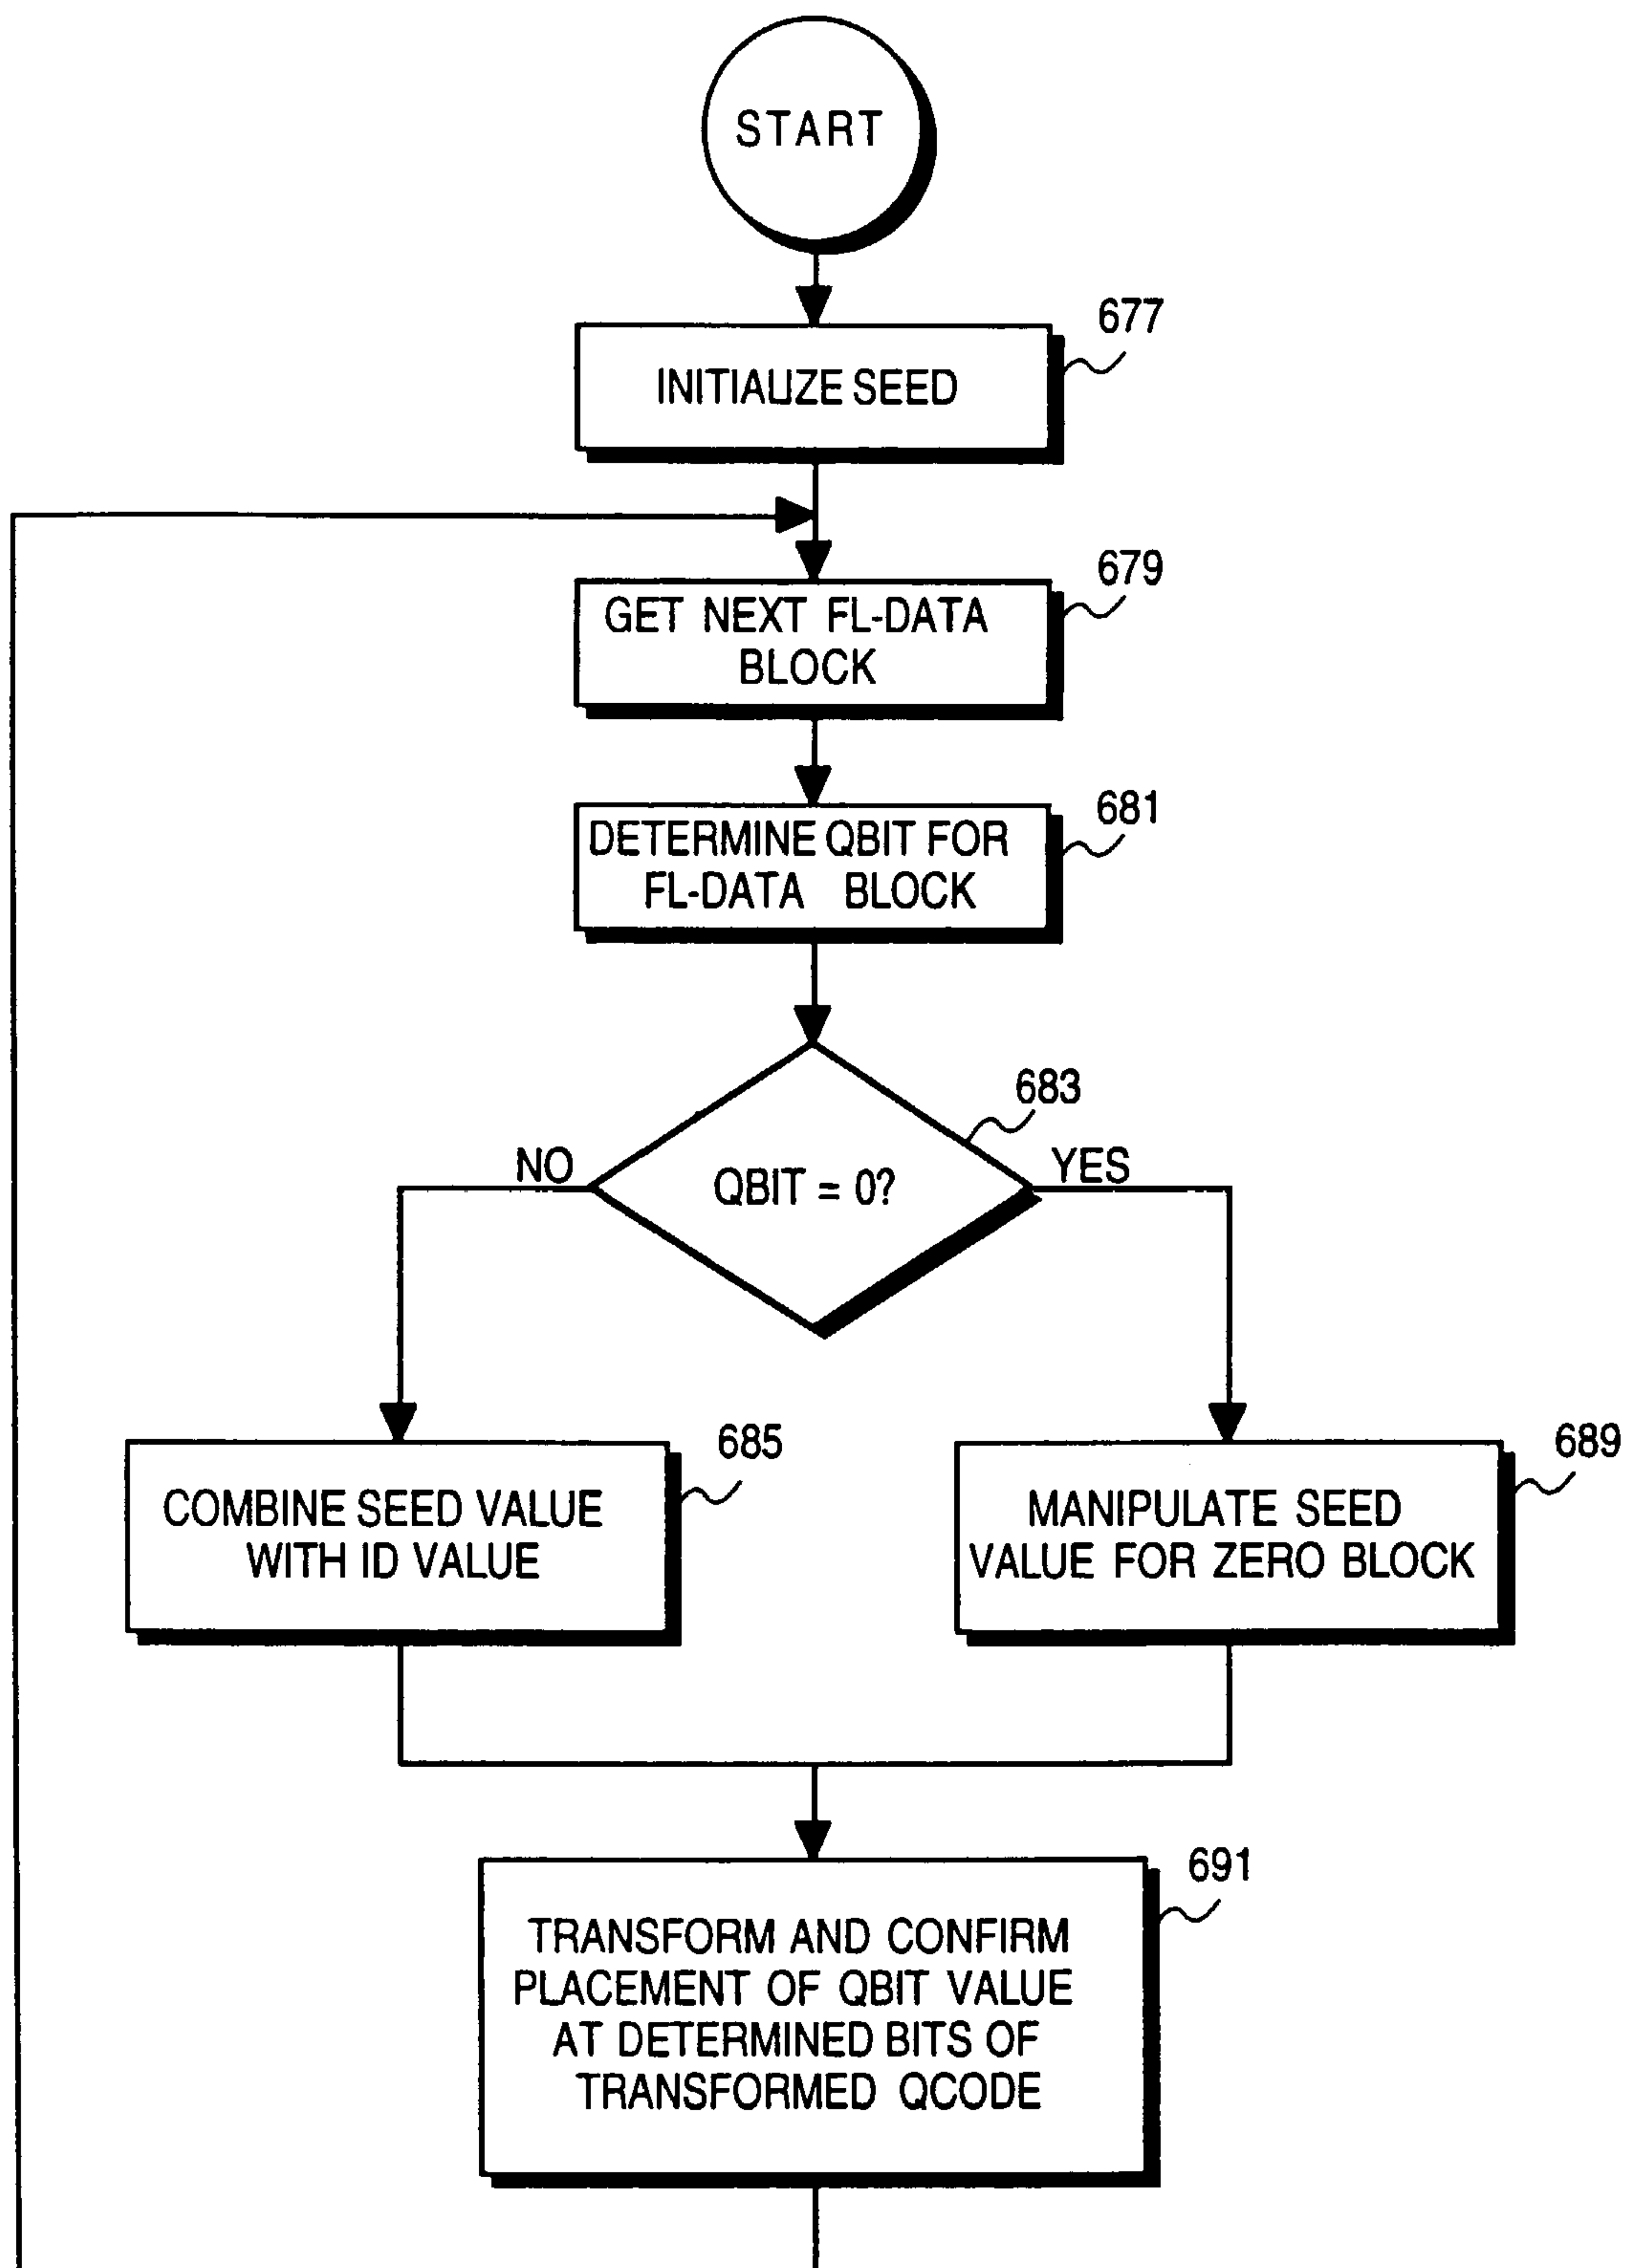 START
677
INITIALIZE SEED
679
GET NEXT FL-DATA
BLOCK
681
DETERMINE QBIT FOR
FL-DATA BLOCK
683
NO
QBIT = 0?
YES
685
COMBINE SEED VALUE
WITH ID VALUE
689
MANIPULATE SEED
VALUE FOR ZERO BLOCK
691
TRANSFORM AND CONFIRM
PLACEMENT OF QBIT VALUE
AT DETERMINED BITS OF
TRANSFORMED QCODE